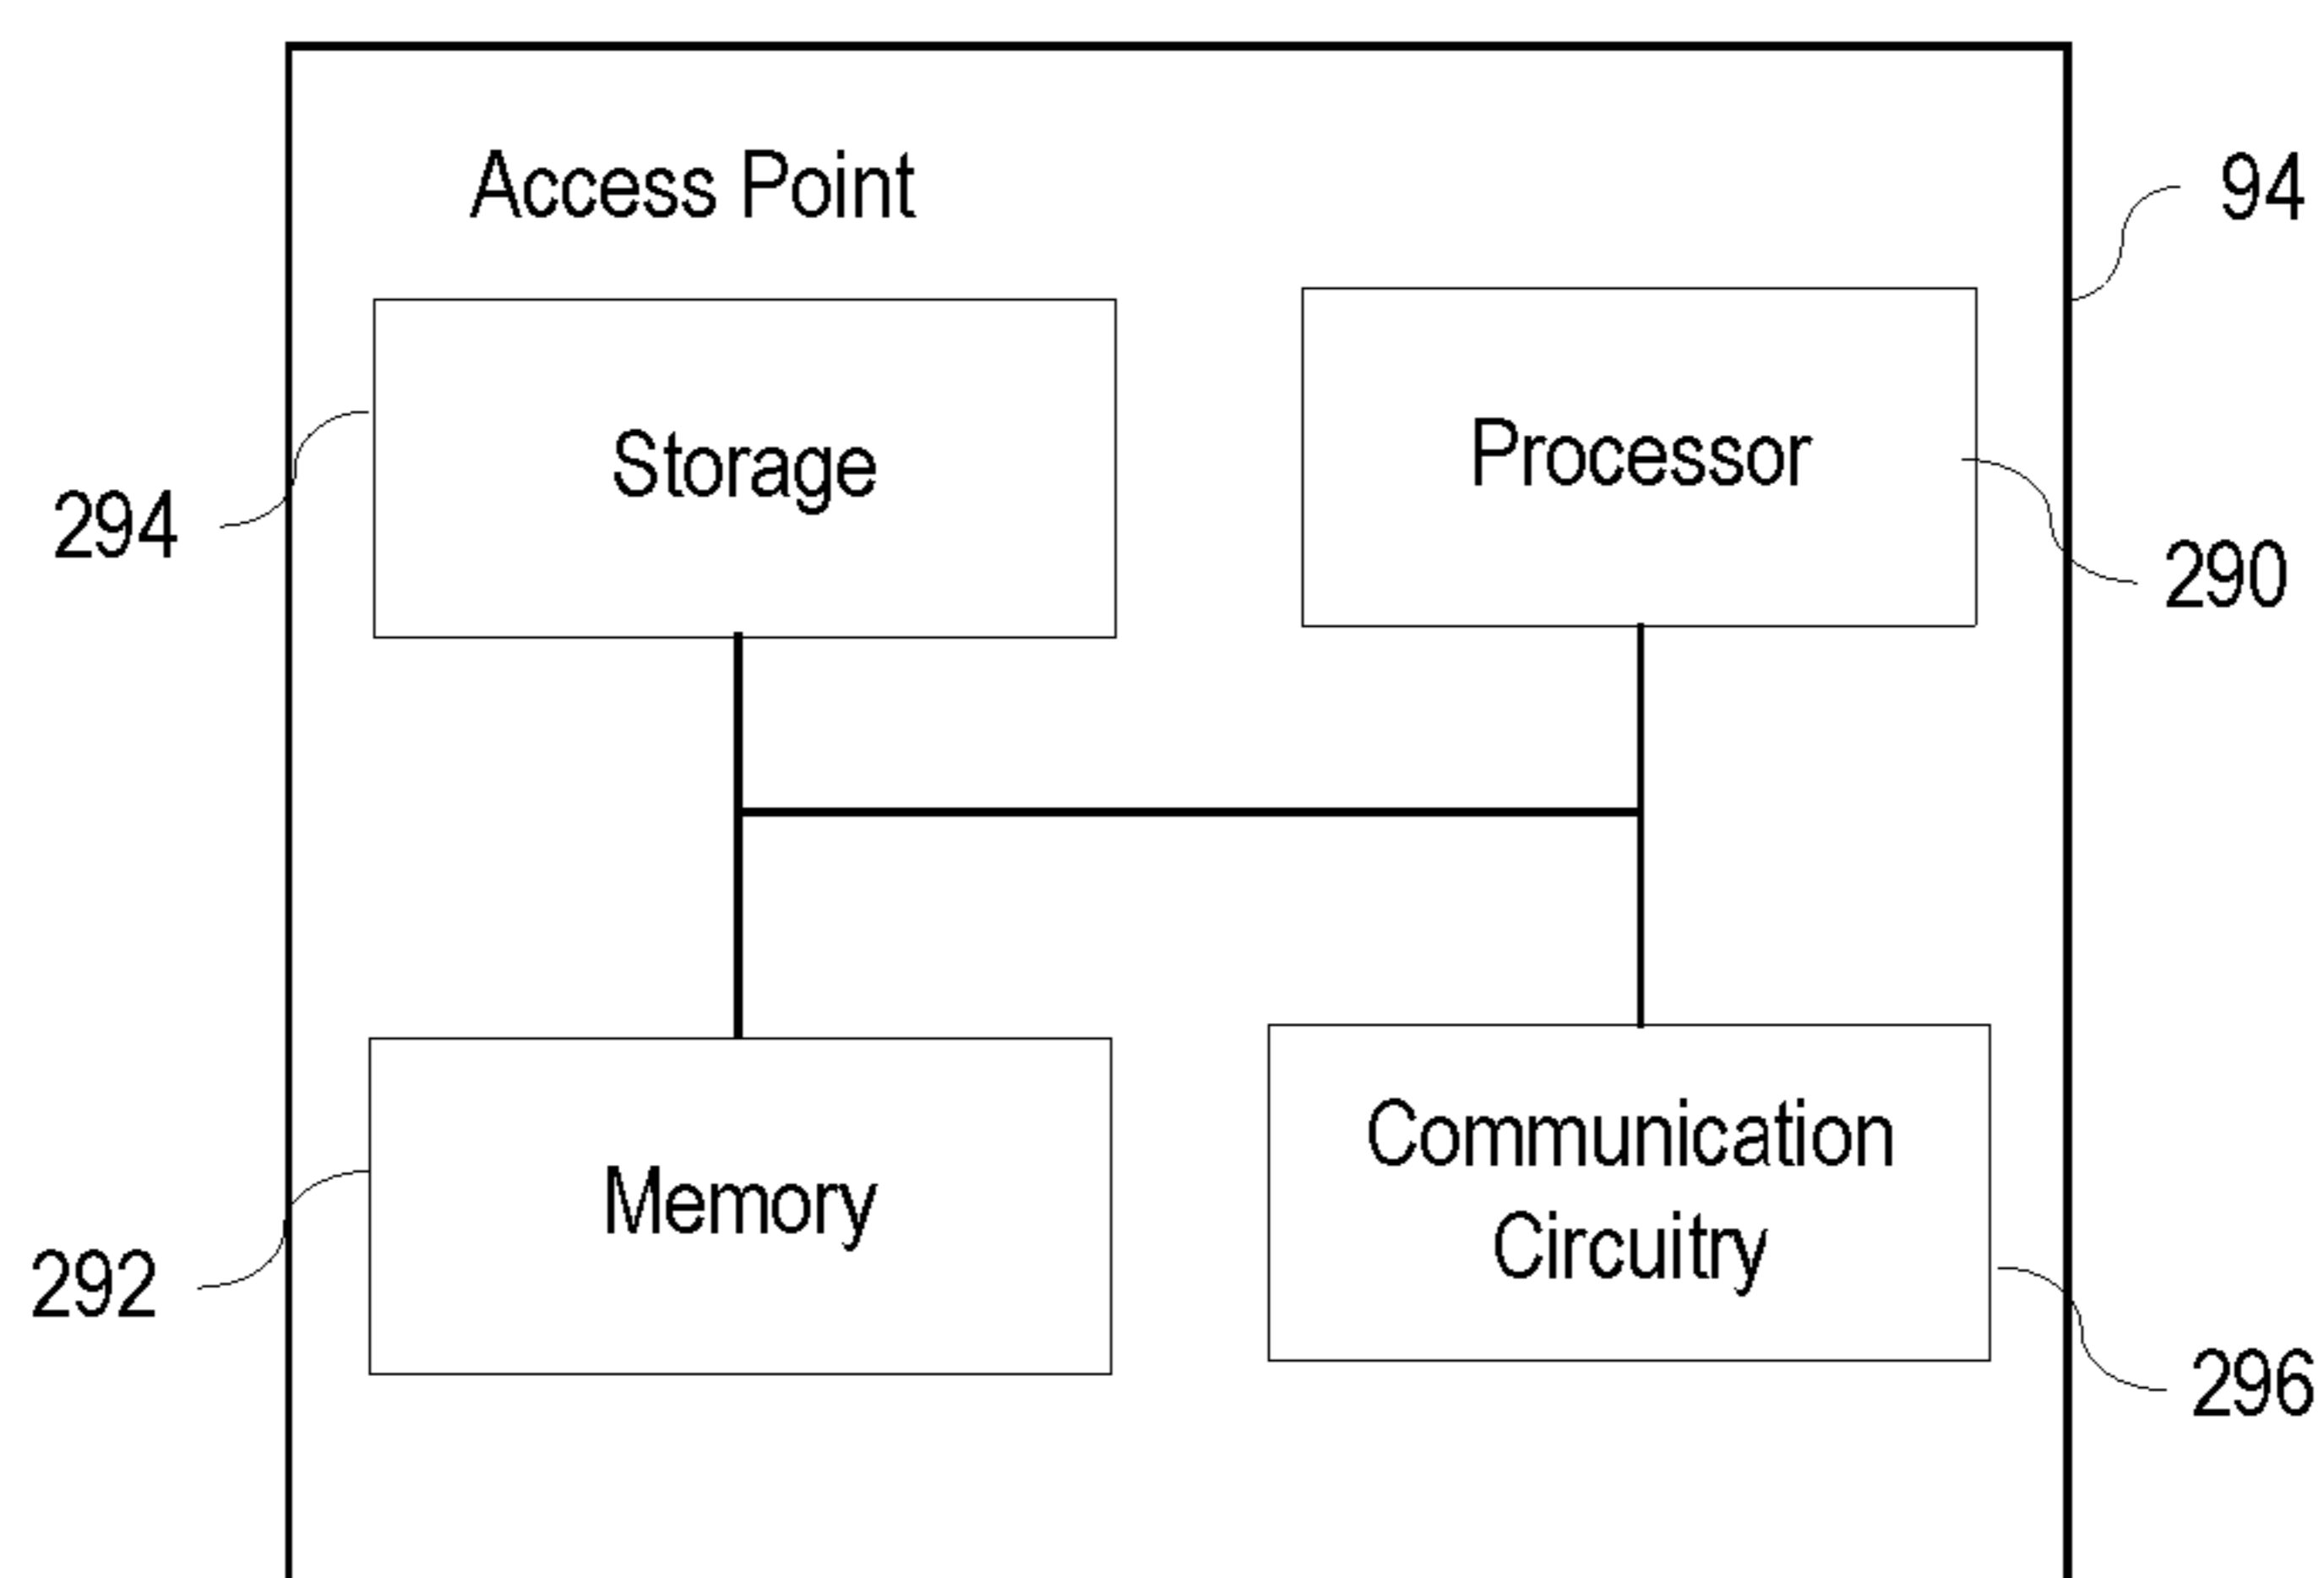 Access Point
94
Storage
Processor
294
290
Memory
Communication
Circuitry
292
296